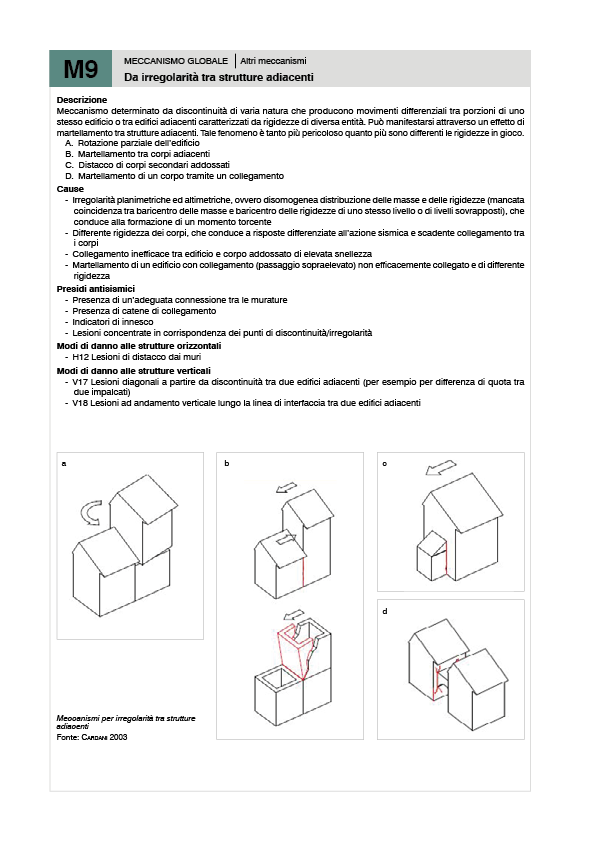 M9
MECCANISMO GLOBALE | Altri meccanismi
Da irregolarità tra strutture adiacenti
Descrizione
Meccanismo determinato da discontinuità di varia natura che producono movimenti differenziali tra porzioni di uno
stesso edificio o tra edifici adiacenti caratterizzati da rigidezze di diversa entità. Può manifestarsi attraverso un effetto di
martellamento tra strutture adiacenti. Tale fenomeno è tanto più pericoloso quanto più sono differenti le rigidezze in gioco.
A. Rotazione parziale dell'edificio
B. Martellamento tra corpi adiacenti
C. Distacco di corpi secondari addossati
D. Martellamento di un corpo tramite un collegamento
Cause
- Irregolarità planimetriche ed altimetriche, ovvero disomogenea distribuzione delle masse e delle rigidezze (mancata
coincidenza tra baricentro delle masse e baricentro delle rigidezze di uno stesso livello o di livelli sovrapposti), che
conduce alla formazione di un momento torcente
- Differente rigidezza dei corpi, che conduce a risposte differenziate all'azione sismica e scadente collegamento tra
i corpi
- Collegamento inefficace tra edificio e corpo addossato di elevata snellezza
- Martellamento di un edificio con collegamento (passaggio sopraelevato) non efficacemente collegato e di differente
rigidezza
Presidi antisismici
- Presenza di un'adeguata connessione tra le murature
- Presenza di catene di collegamento
- Indicatori di innesco
- Lesioni concentrate in corrispondenza dei punti di discontinuità/irregolarità
Modi di danno alle strutture orizzontali
- H12 Lesioni di distacco dai muri
Modi di danno alle strutture verticali
- V17 Lesioni diagonali a partire da discontinuità tra due edifici adiacenti (per esempio per differenza di quota tra
due impalcati)
- V18 Lesioni ad andamento verticale lungo la linea di interfaccia tra due edifici adiacenti
a
b
c
d
Meccanismi per irregolarità tra strutture
adiacenti
Fonte: Cardani 2003